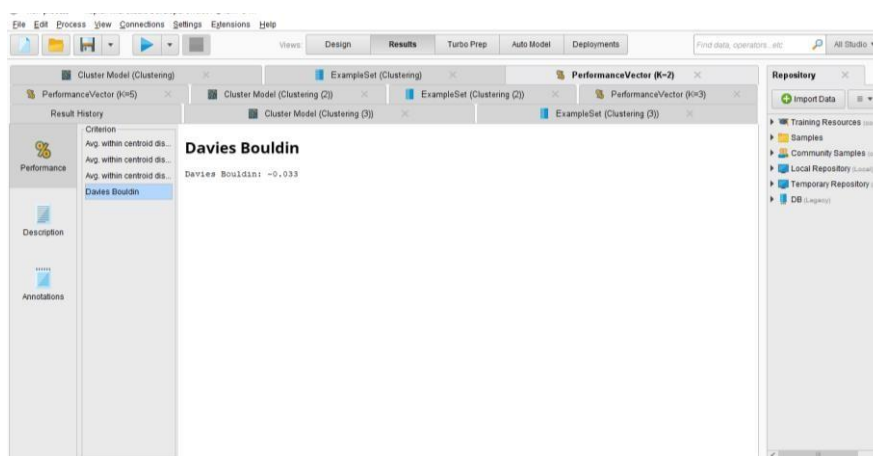 File Edit Process View Connections Settings Extensions Help
Views: Design Results Turbo Prep Auto Model Deployments Find data, operators...etc All Studio
Cluster Model (Clustering) ExampleSet (Clustering) PerformanceVector (K=2) Repository
PerformanceVector (K=5) Cluster Model (Clustering (2)) ExampleSet (Clustering (2)) PerformanceVector (K=3) Import Data
Result History Cluster Model (Clustering (3)) ExampleSet (Clustering (3))
Training Resources
Samples
Community Samples
Local Repository (Local)
Temporary Repository
DB (Legacy)
Performance
Description
Annotations
Criterion
Avg. within centroid dis...
Avg. within centroid dis...
Avg. within centroid dis...
Davies Bouldin
Davies Bouldin
Davies Bouldin: -0.033